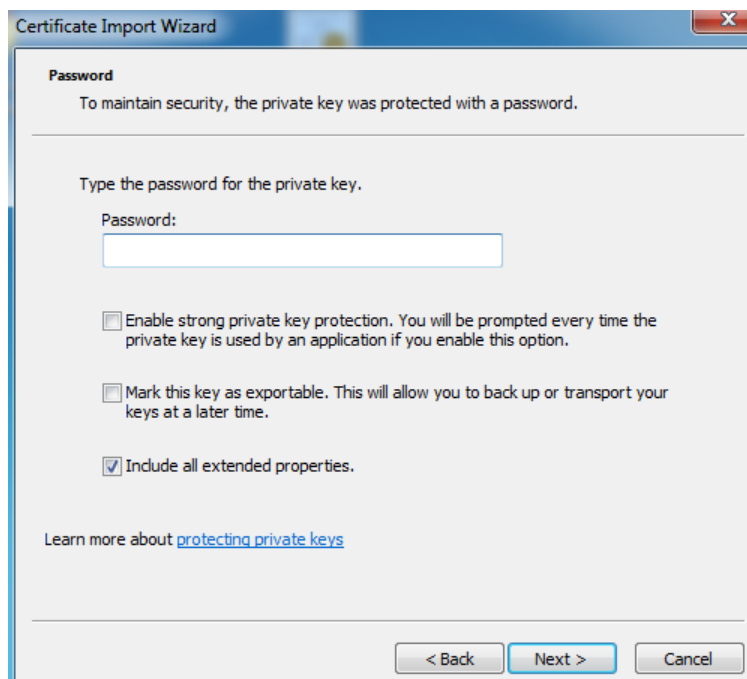 Certificate Import Wizard
Password
To maintain security, the private key was protected with a password.
Type the password for the private key.
Password:
Enable strong private key protection. You will be prompted every time the
private key is used by an application if you enable this option.
Mark this key as exportable. This will allow you to back up or transport your
keys at a later time.
Include all extended properties.
Learn more about protecting private keys
< Back Next > Cancel